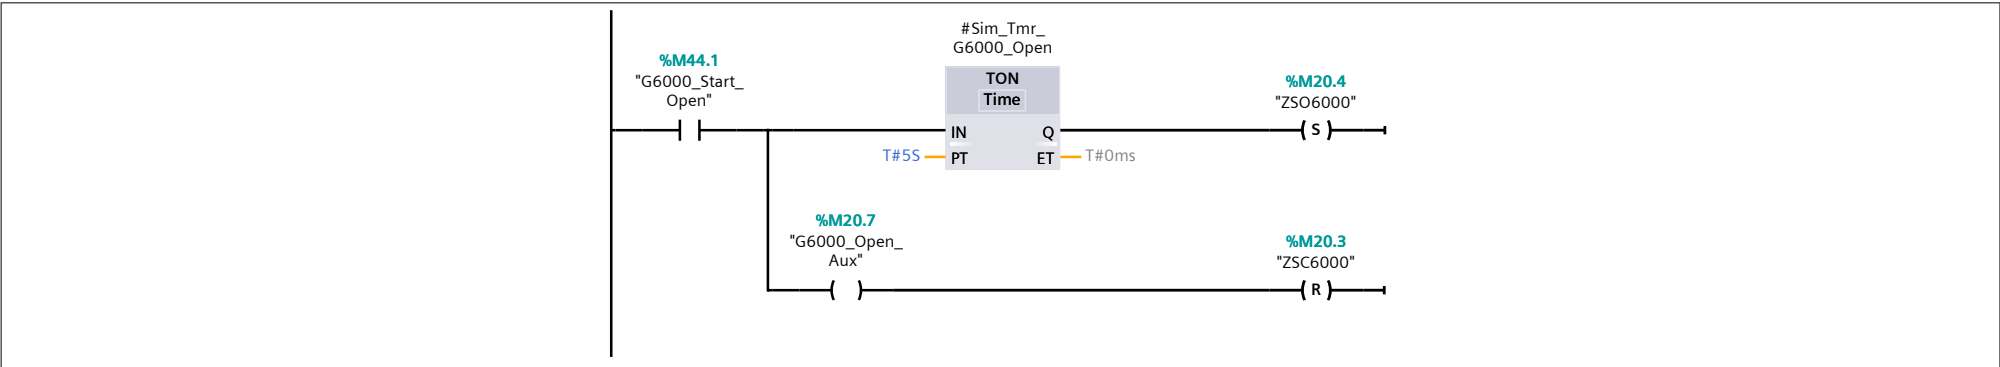 #Sim_Tmr_
G6000_Open
%M44.1
"G6000_Start_
Open"
TON
Time
%M20.4
"ZSO6000"
IN
Q
S
T#5S
PT
ET
T#0ms
%M20.7
"G6000_Open_
Aux"
%M20.3
"ZSC6000"
R